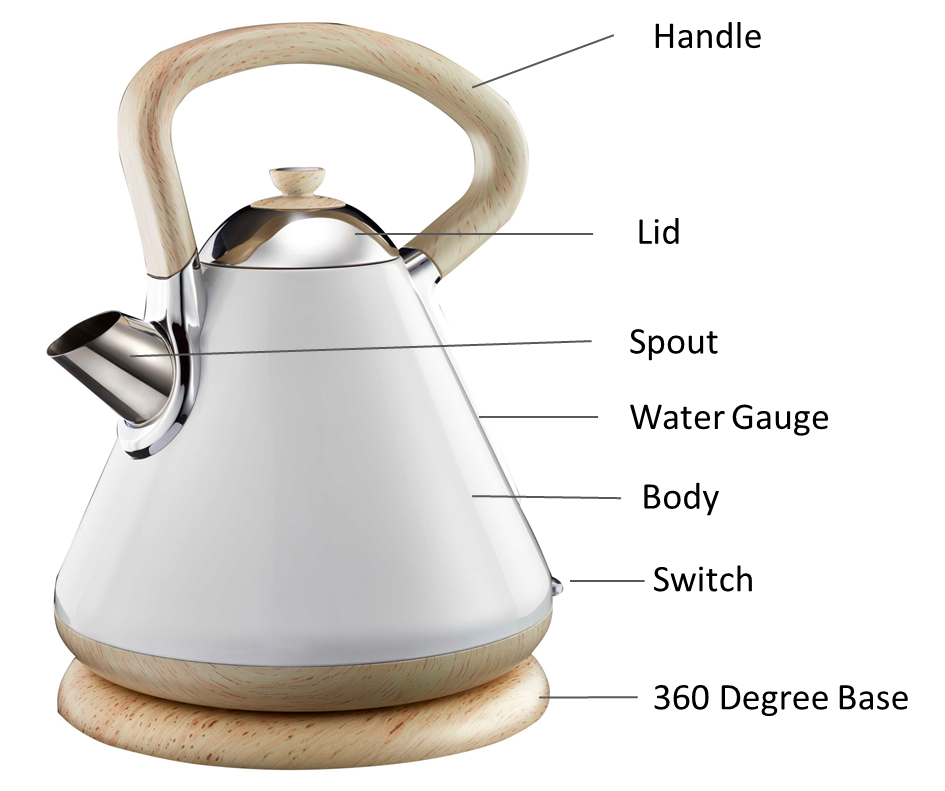 Handle
Lid
Spout
Water Gauge
Body
Switch
360 Degree Base